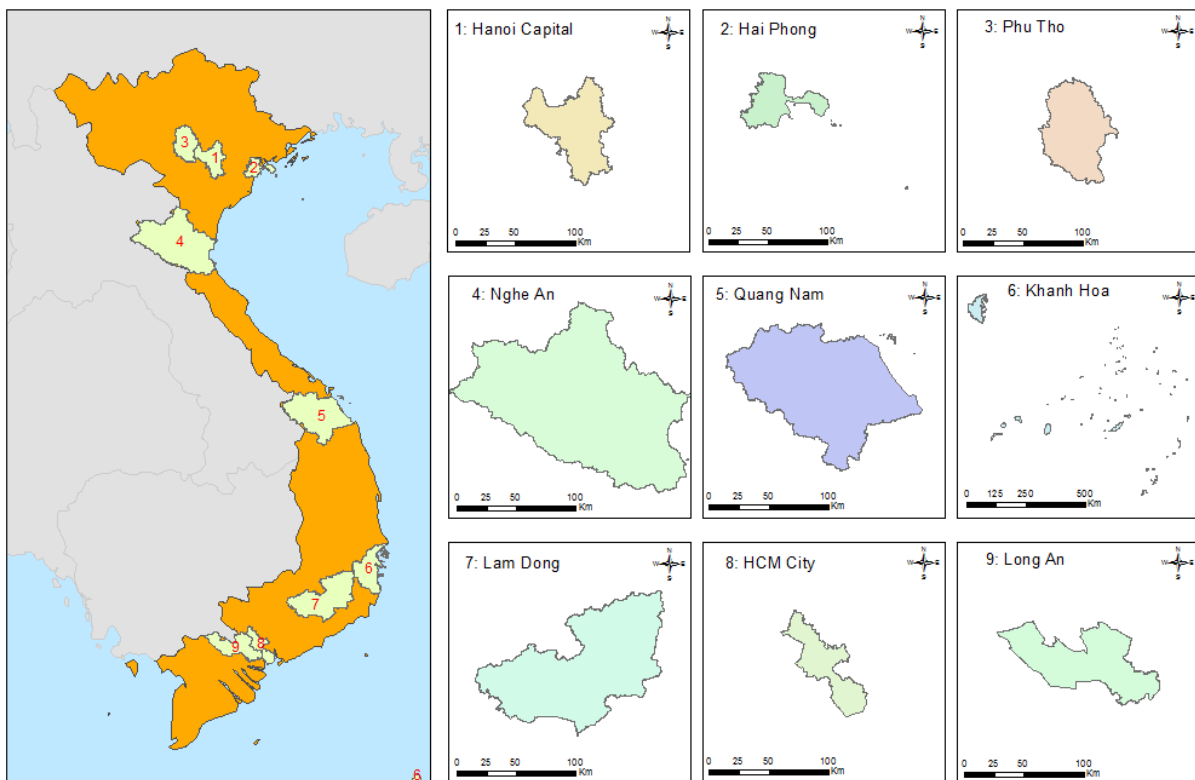 3
1
2
4
5
6
7
8
9
6
1: Hanoi Capital
N
W
E
S
0 25 50 100
Km
2: Hai Phong
N
W
E
S
0 25 50 100
Km
3: Phu Tho
N
W
E
S
0 25 50 100
Km
4: Nghe An
N
W
E
S
0 25 50 100
Km
5: Quang Nam
N
W
E
S
0 25 50 100
Km
6: Khanh Hoa
N
W
E
S
0 125 250 500
Km
7: Lam Dong
N
W
E
S
0 25 50 100
Km
8: HCM City
N
W
E
S
0 25 50 100
Km
9: Long An
N
W
E
S
0 25 50 100
Km